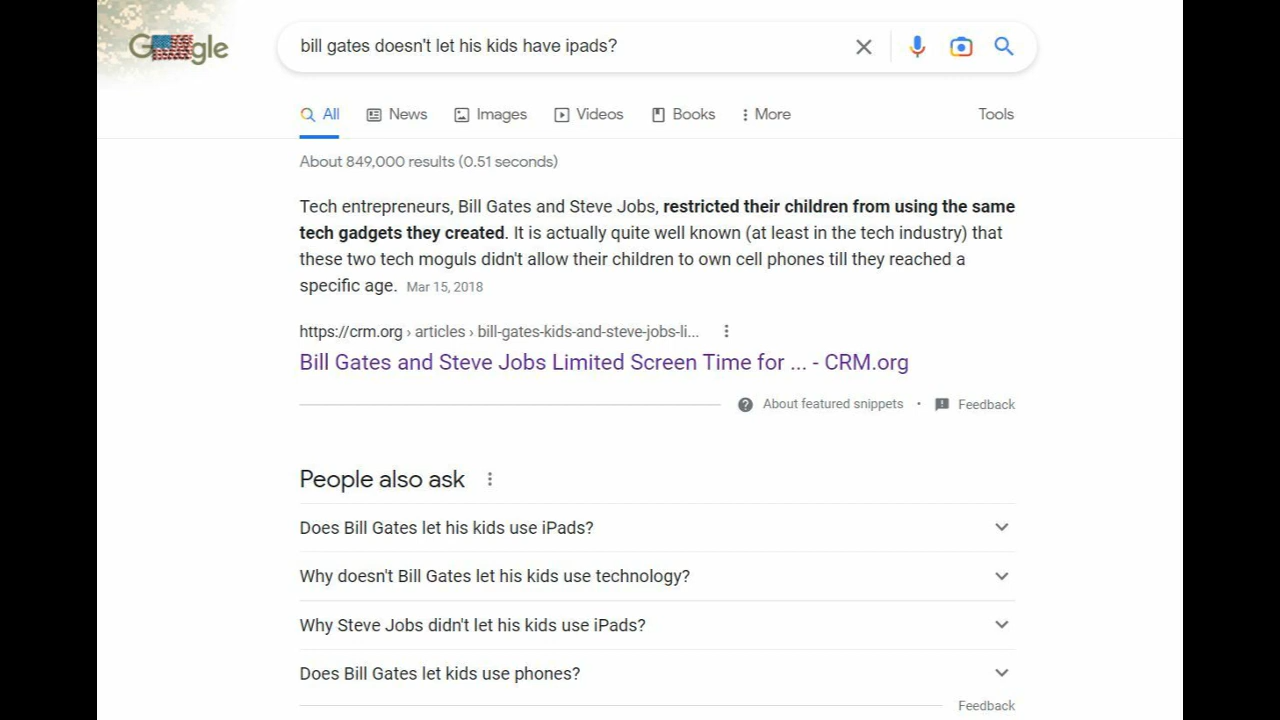 Google
bill gates doesn't let his kids have ipads?
All News Images Videos Books More Tools
About 849,000 results (0.51 seconds)
Tech entrepreneurs, Bill Gates and Steve Jobs, restricted their children from using the same
tech gadgets they created. It is actually quite well known (at least in the tech industry) that
these two tech moguls didn't allow their children to own cell phones till they reached a
specific age. Mar 15, 2018
https://crm.org › articles › bill-gates-kids-and-steve-jobs-li...
Bill Gates and Steve Jobs Limited Screen Time for ... - CRM.org
About featured snippets • Feedback
People also ask
Does Bill Gates let his kids use iPads?
Why doesn't Bill Gates let his kids use technology?
Why Steve Jobs didn't let his kids use iPads?
Does Bill Gates let kids use phones?
Feedback